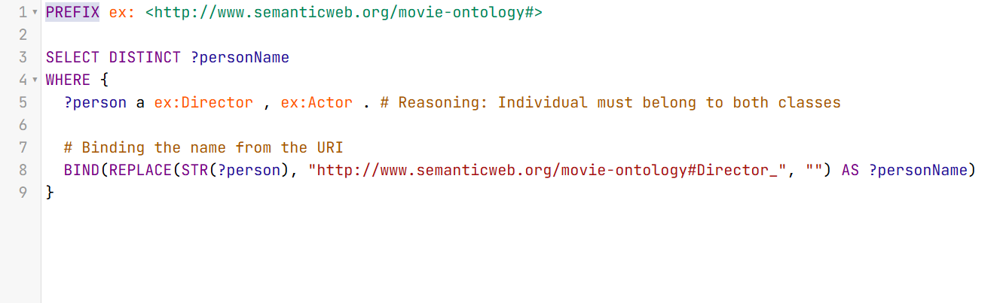 1 PREFIX ex: <http://www.semanticweb.org/movie-ontology#>
2
3 SELECT DISTINCT ?personName
4 WHERE {
5 ?person a ex:Director , ex:Actor . # Reasoning: Individual must belong to both classes
6
7 # Binding the name from the URI
8 BIND(REPLACE(STR(?person), "http://www.semanticweb.org/movie-ontology#Director_", "") AS ?personName)
9 }